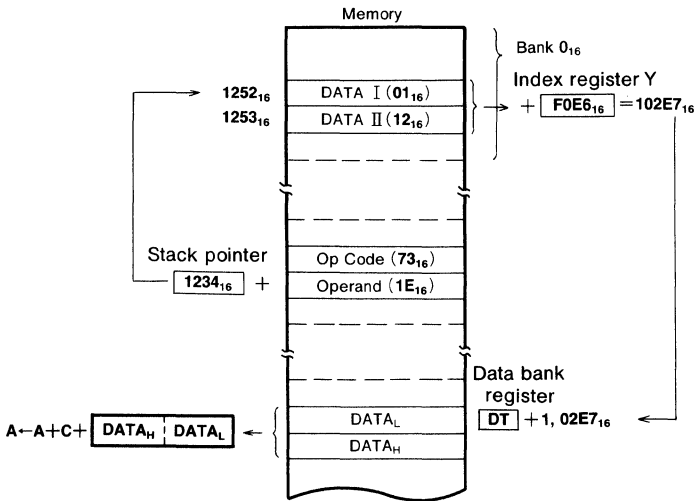 Memory
Bank 0₁₆
1252₁₆ DATA Ⅰ (01₁₆)
1253₁₆ DATA Ⅱ (12₁₆)
Index register Y
+ F0E6₁₆ =102E7₁₆
Stack pointer
1234₁₆ +
Op Code (73₁₆)
Operand (1E₁₆)
Data bank
register
DT +1, 02E7₁₆
DATA_L
DATA_H
A←A+C+ DATA_H DATA_L